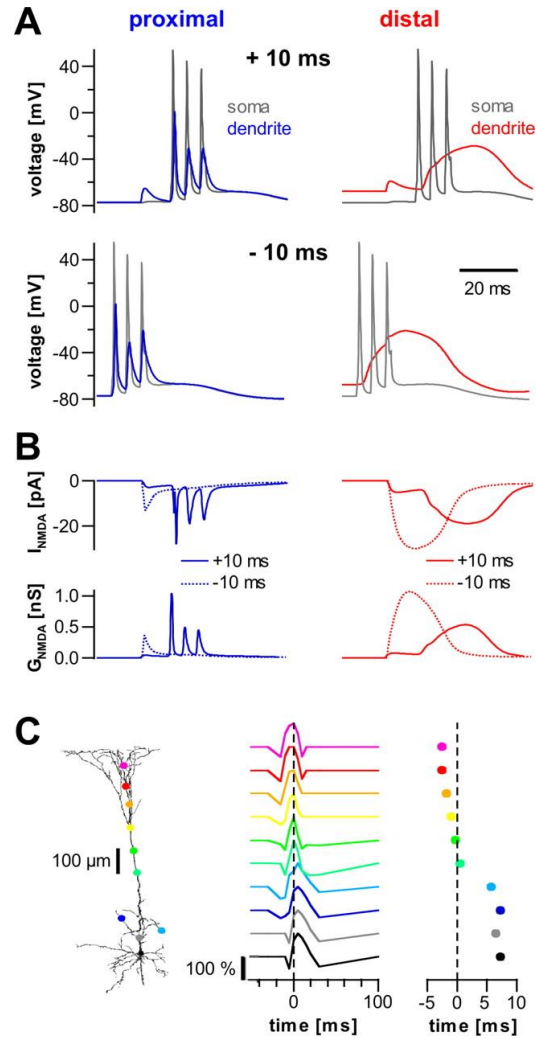 A
proximal
distal
+ 10 ms
voltage [mV]
40
0
-40
-80
soma
dendrite
soma
dendrite
- 10 ms
voltage [mV]
40
0
-40
-80
20 ms
B
I NMDA [pA]
0
-20
+10 ms
-10 ms
+10 ms
-10 ms
G NMDA [nS]
1.0
0.5
0.0
C
100 µm
100 %
0
100
time [ms]
-5
0
5
10
time [ms]